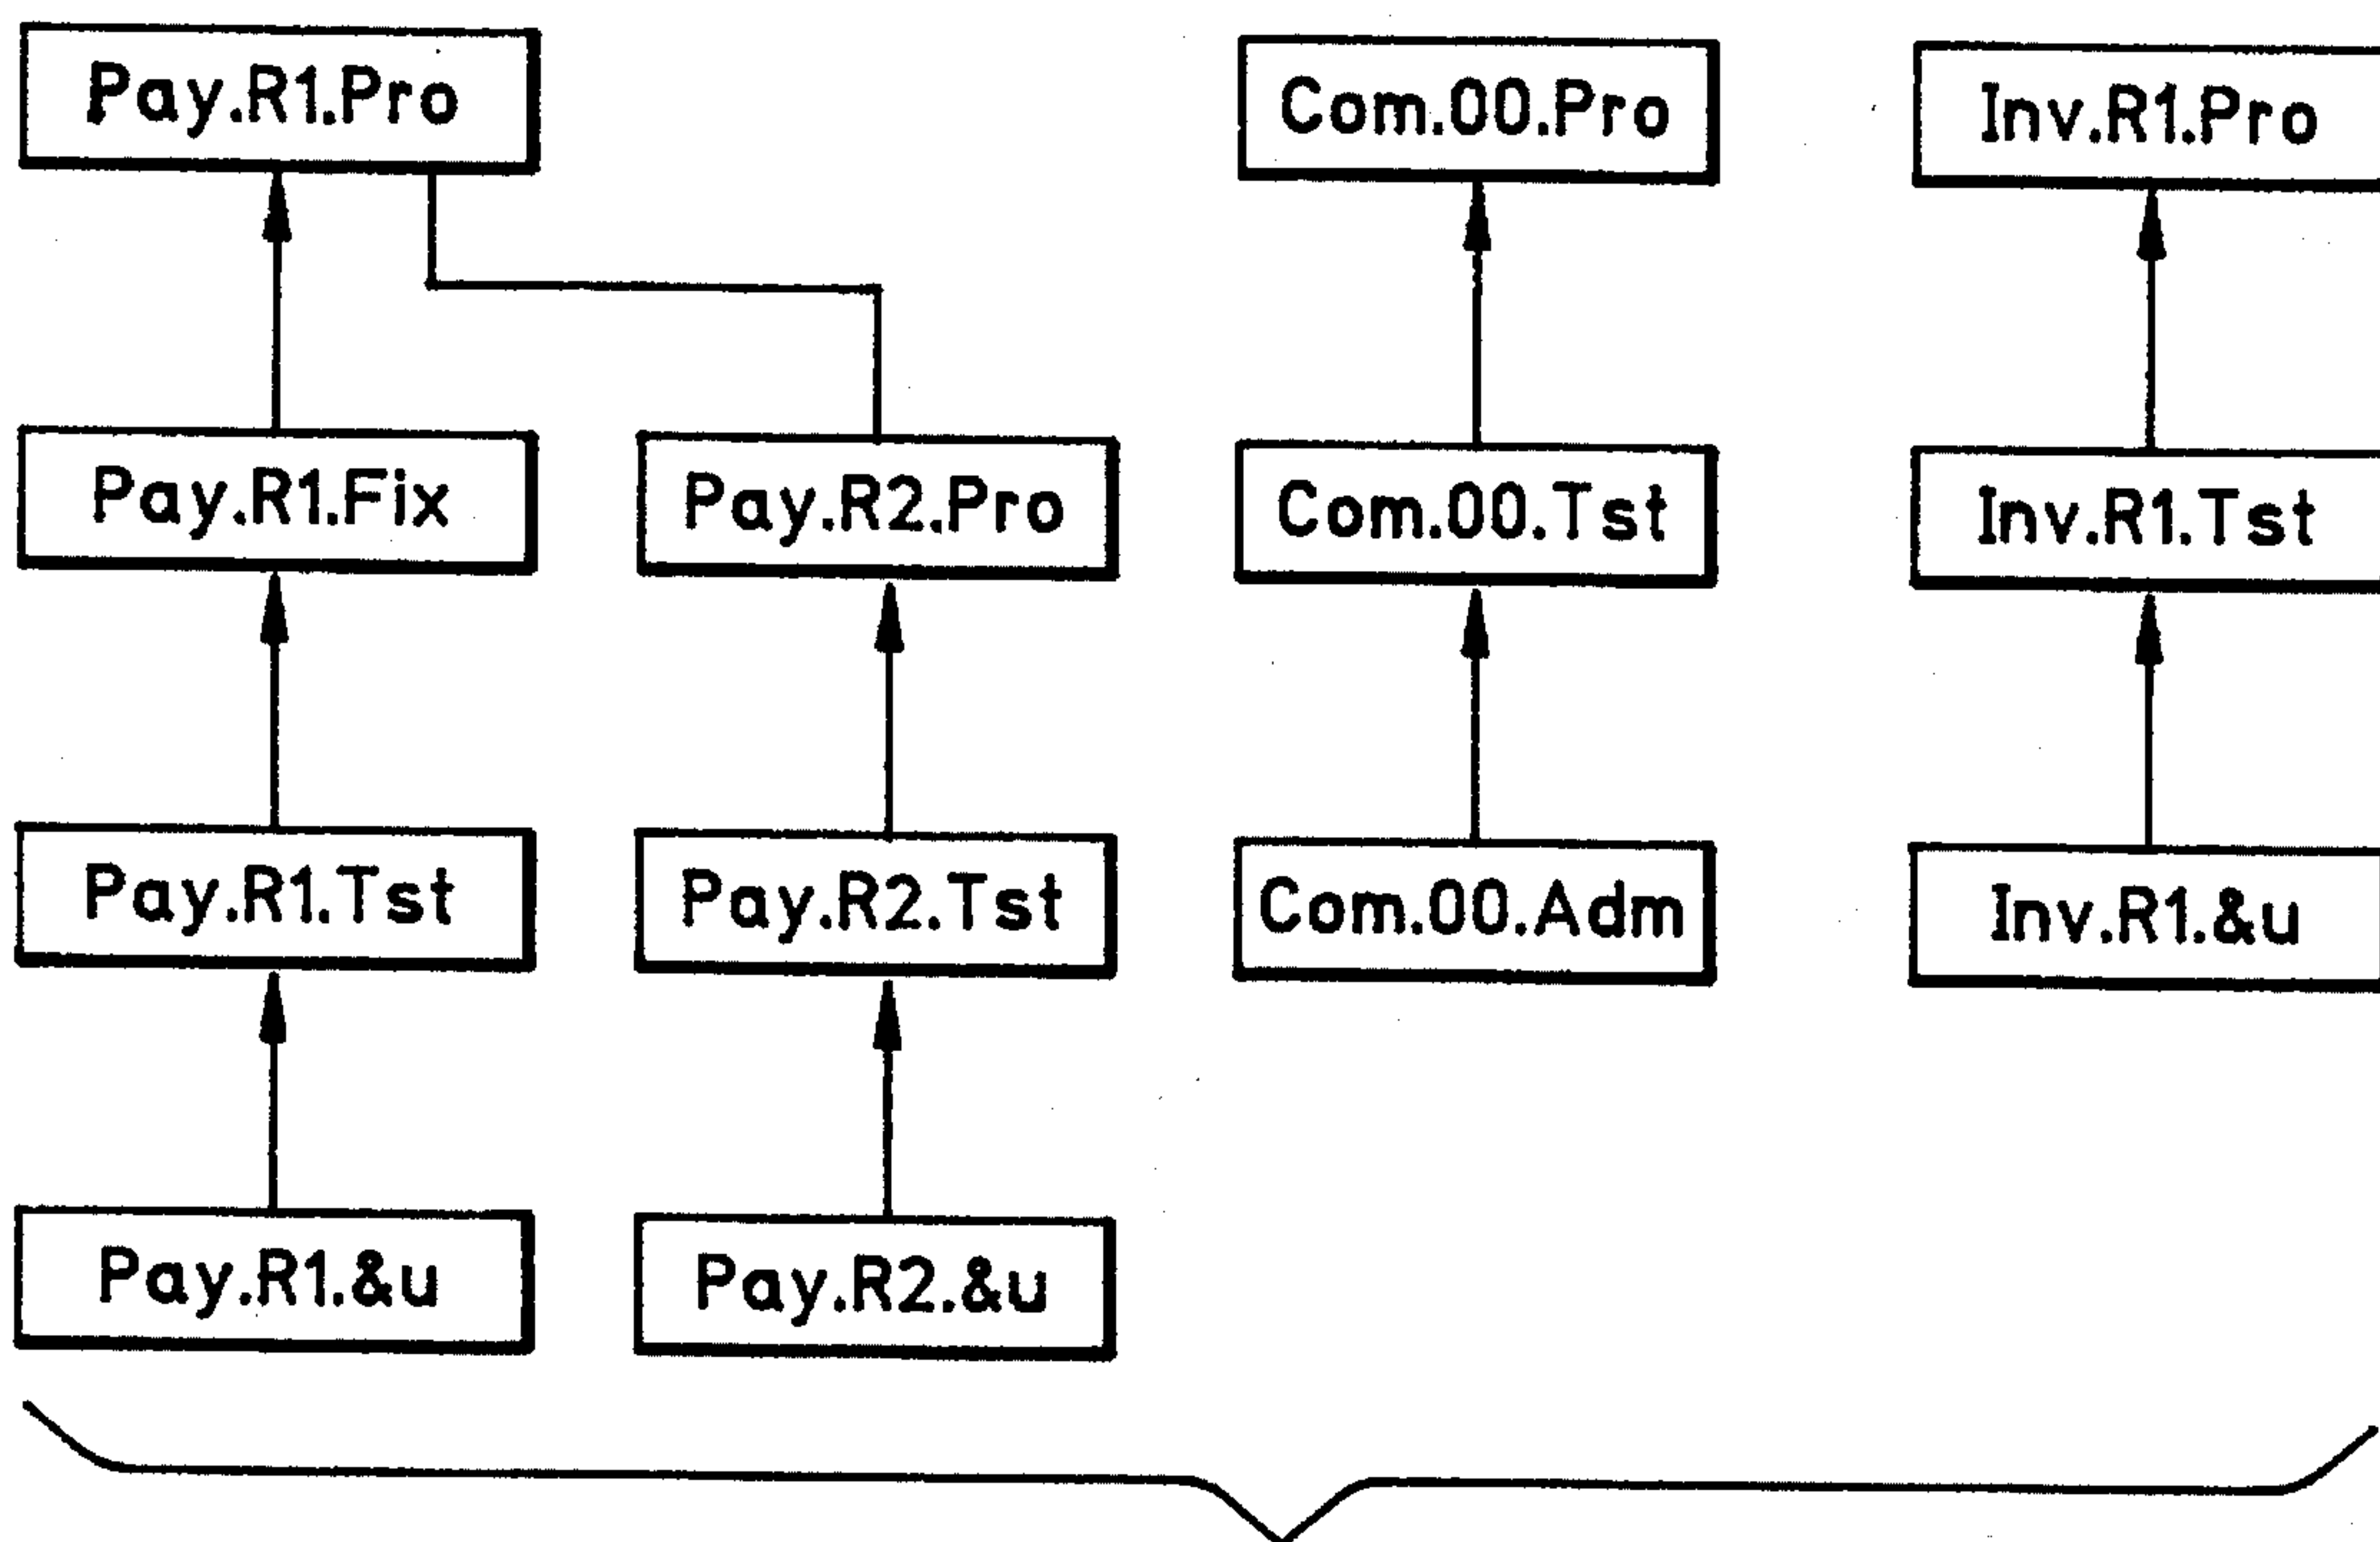 Pay.R1.Pro
Com.00.Pro
Inv.R1.Pro
Pay.R1.Fix
Pay.R2.Pro
Com.00.Tst
Inv.R1.Tst
Pay.R1.Tst
Pay.R2.Tst
Com.00.Adm
Inv.R1.&u
Pay.R1.&u
Pay.R2.&u